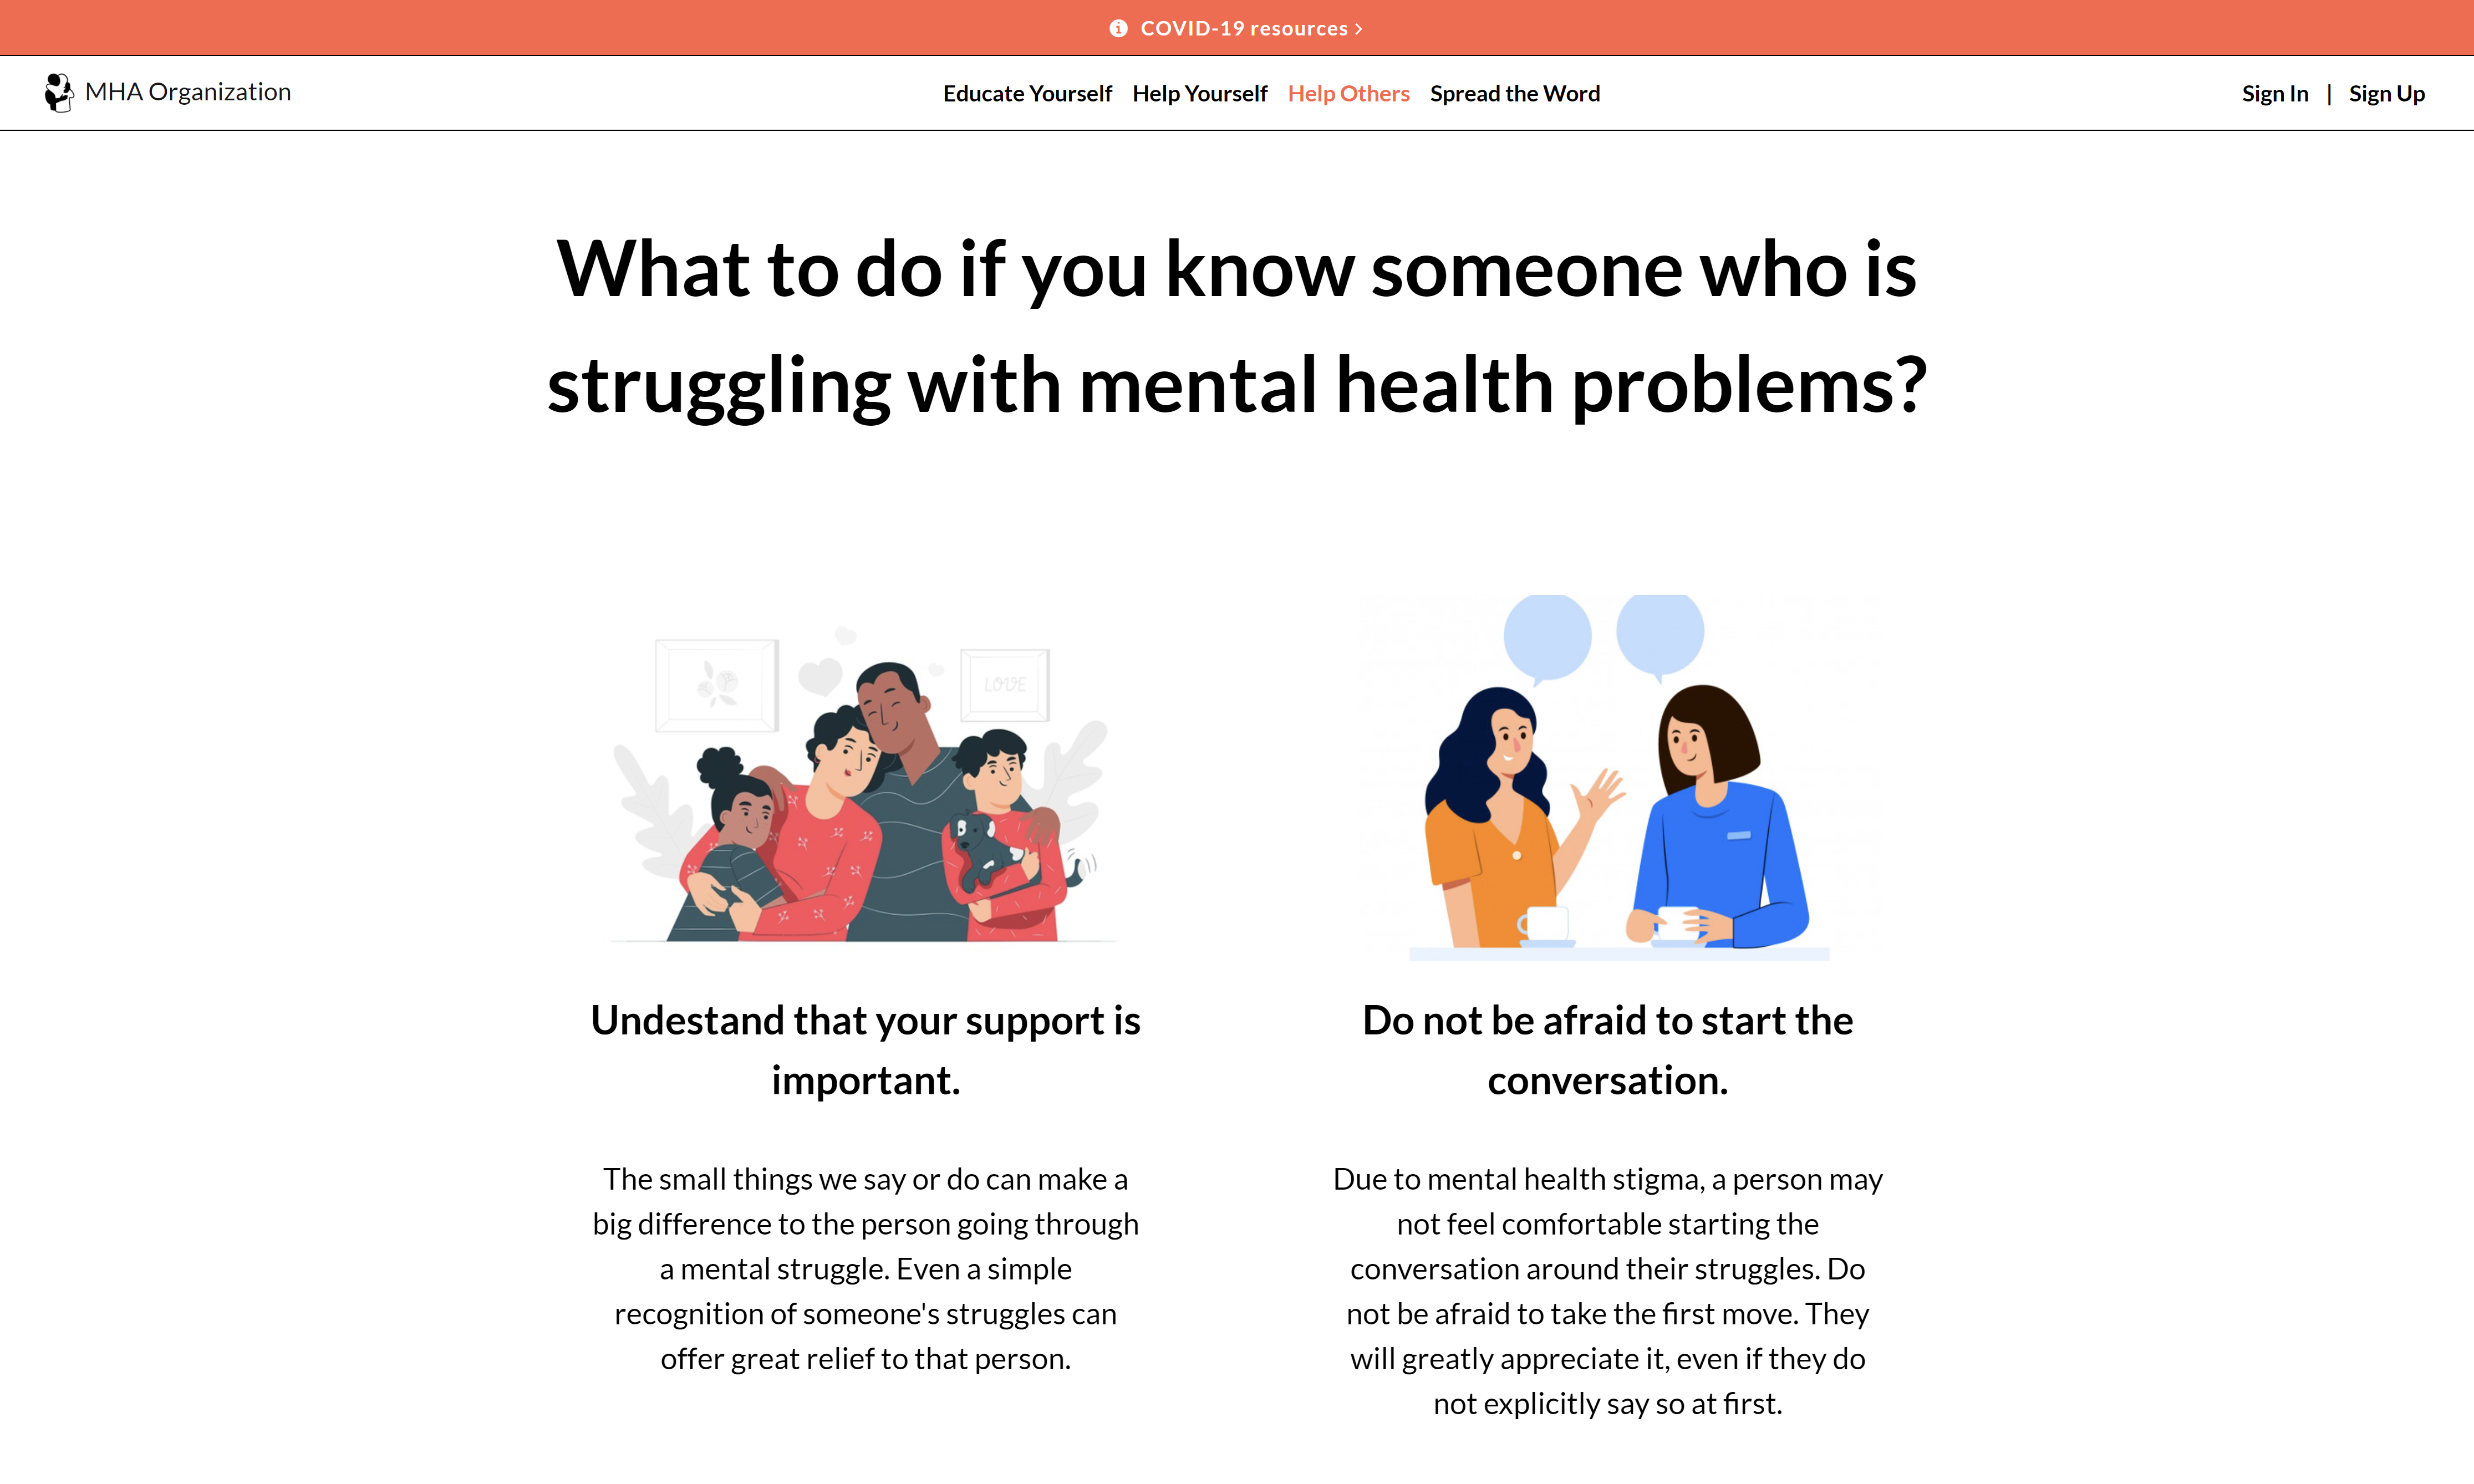 COVID-19 resources >
MHA Organization
Educate Yourself Help Yourself Help Others Spread the Word
Sign In | Sign Up
What to do if you know someone who is
struggling with mental health problems?
LOVE
Undestand that your support is
important.
The small things we say or do can make a
big difference to the person going through
a mental struggle. Even a simple
recognition of someone's struggles can
offer great relief to that person.
Do not be afraid to start the
conversation.
Due to mental health stigma, a person may
not feel comfortable starting the
conversation around their struggles. Do
not be afraid to take the first move. They
will greatly appreciate it, even if they do
not explicitly say so at first.